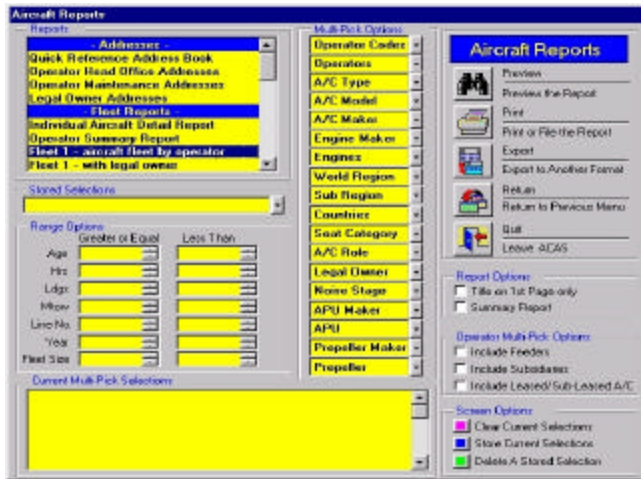 Aircraft Reports
Reports
- Addresses -
Quick Reference Address Book
Operator Head Office Addresses
Operator Maintenance Addresses
Legal Owner Addresses
- Fleet Reports -
Individual Aircraft Detail Report
Operator Summary Report
Fleet 1 - aircraft fleet by operator
Fleet 1 - with legal owner
Stored Selections
Range Options
Greater or Equal Less Than
Age
Hrs
Ldgs
Mtow
Line No.
Year
Fleet Size
Current Multi-Pick Selections
Multi-Pick Options
Operator Codes
Operators
A/C Type
A/C Model
A/C Maker
Engine Maker
Engines
World Region
Sub Region
Countries
Seat Category
A/C Role
Legal Owner
Noise Stage
APU Maker
APU
Propeller Maker
Propeller
Aircraft Reports
Preview
Preview the Report
Print
Print or File the Report
Export
Export to Another Format
Return
Return to Previous Menu
Quit
Leave ACAS
Report Options
Title on 1st Page only
Summary Report
Operator Multi-Pick Options
Include Feeders
Include Subsidiaries
Include Leased/Sub-Leased A/C
Screen Options
Clear Current Selections
Store Current Selections
Delete A Stored Selection